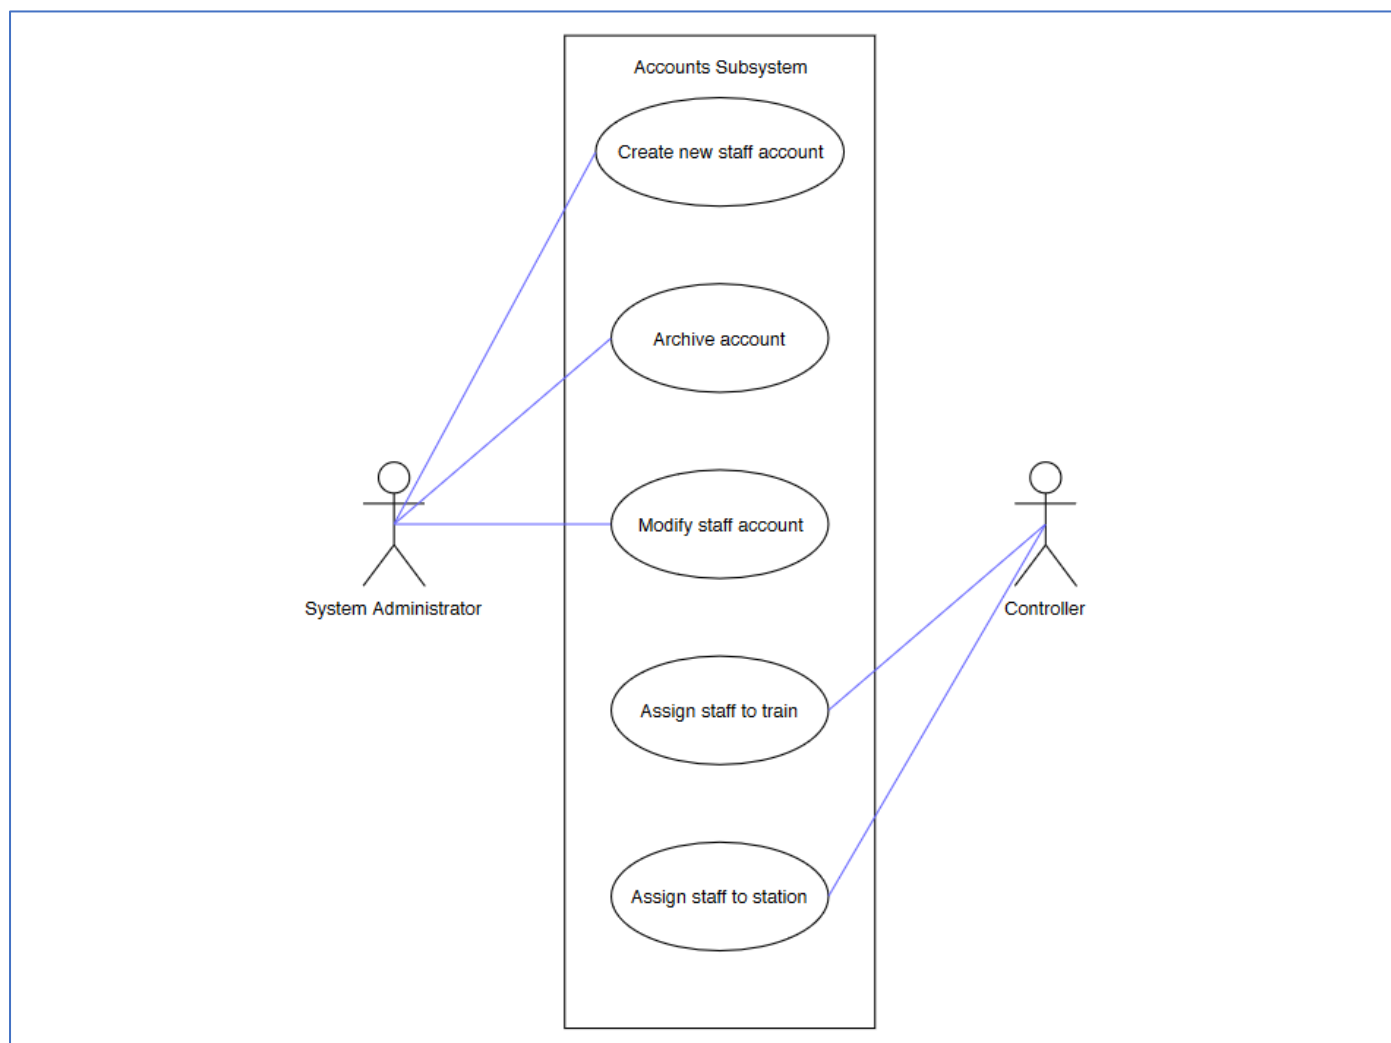 Accounts Subsystem
Create new staff account
Archive account
Modify staff account
System Administrator
Controller
Assign staff to train
Assign staff to station